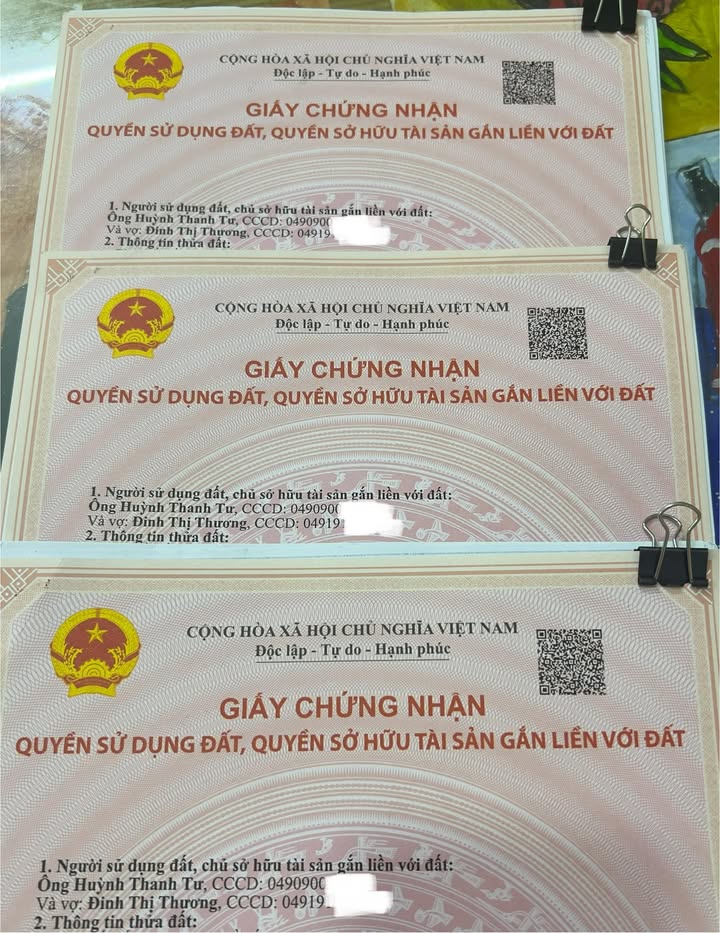 CỘNG HÒA XÃ HỘI CHỦ NGHĨA VIỆT NAM
Độc lập - Tự do - Hạnh phúc
GIẤY CHỨNG NHẬN
QUYỀN SỬ DỤNG ĐẤT, QUYỀN SỞ HỮU TÀI SẢN GẮN LIỀN VỚI ĐẤT
1. Người sử dụng đất, chủ sở hữu tài sản gắn liền với đất:
Ông Huỳnh Thanh Tư, CCCD: 049090
Và vợ: Đinh Thị Thương, CCCD: 04919
2. Thông tin thửa đất:
CỘNG HÒA XÃ HỘI CHỦ NGHĨA VIỆT NAM
Độc lập - Tự do - Hạnh phúc
GIẤY CHỨNG NHẬN
QUYỀN SỬ DỤNG ĐẤT, QUYỀN SỞ HỮU TÀI SẢN GẮN LIỀN VỚI ĐẤT
1. Người sử dụng đất, chủ sở hữu tài sản gắn liền với đất:
Ông Huỳnh Thanh Tư, CCCD: 049090
Và vợ: Đinh Thị Thương, CCCD: 04919
2. Thông tin thửa đất:
CỘNG HÒA XÃ HỘI CHỦ NGHĨA VIỆT NAM
Độc lập - Tự do - Hạnh phúc
GIẤY CHỨNG NHẬN
QUYỀN SỬ DỤNG ĐẤT, QUYỀN SỞ HỮU TÀI SẢN GẮN LIỀN VỚI ĐẤT
1. Người sử dụng đất, chủ sở hữu tài sản gắn liền với đất:
Ông Huỳnh Thanh Tư, CCCD: 0490900
Và vợ: Đinh Thị Thương, CCCD: 04919
2. Thông tin thửa đất: